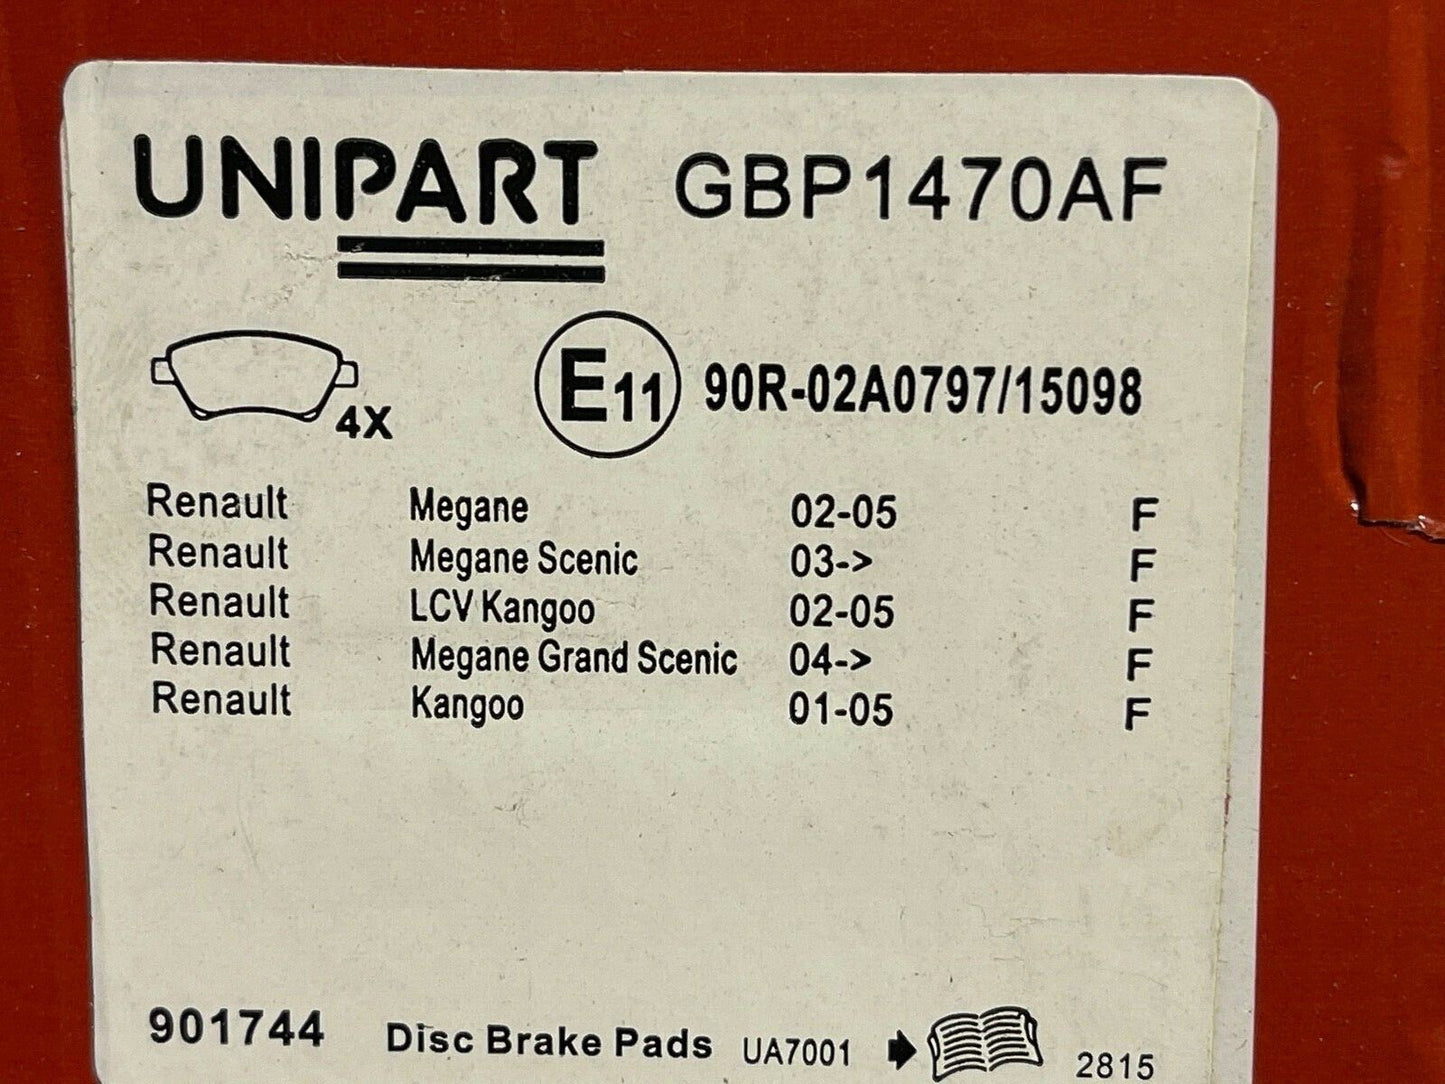 UNIPART GBP1470AF
4X E11 90R-02A0797/15098
Renault Megane 02-05 F
Renault Megane Scenic 03-> F
Renault LCV Kangoo 02-05 F
Renault Megane Grand Scenic 04-> F
Renault Kangoo 01-05 F
901744 Disc Brake Pads UA7001 2815